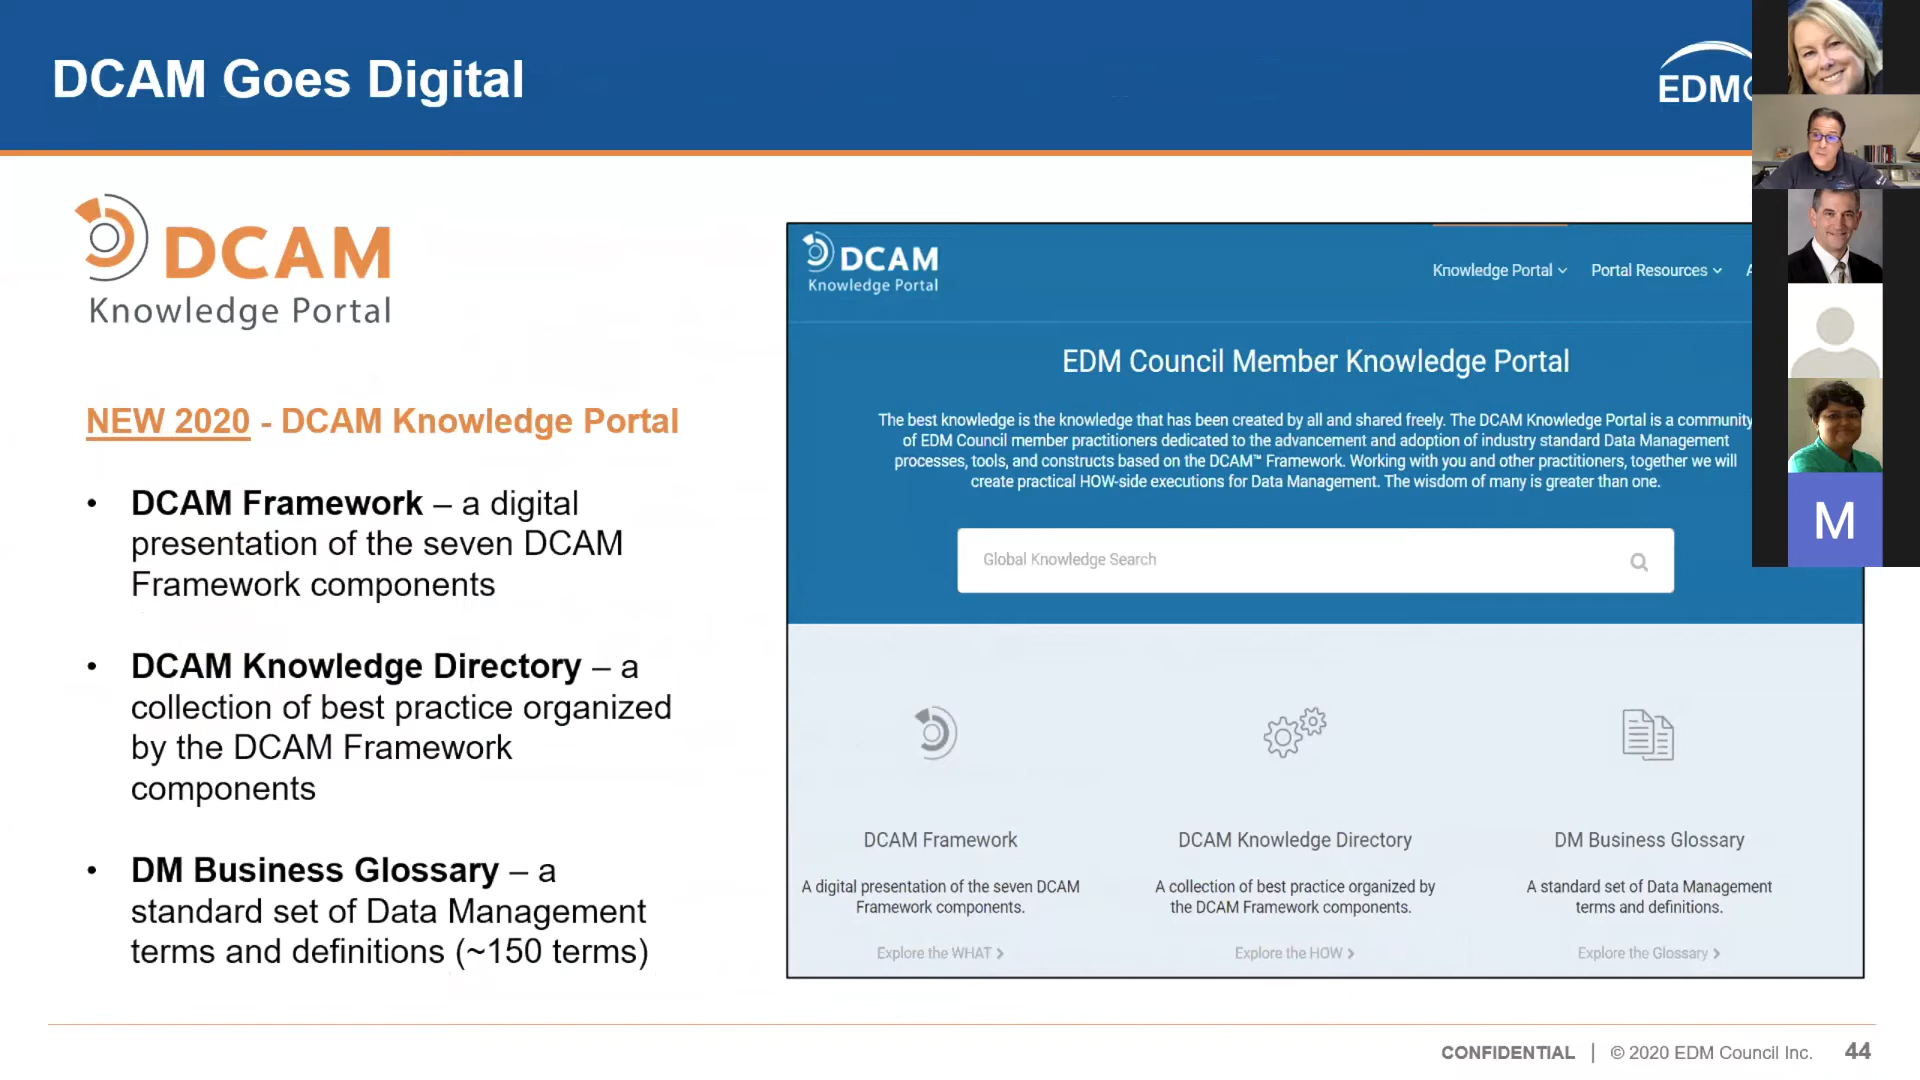 DCAM Goes Digital
EDM
DCAM
Knowledge Portal
NEW 2020 - DCAM Knowledge Portal
• DCAM Framework – a digital
presentation of the seven DCAM
Framework components
• DCAM Knowledge Directory – a
collection of best practice organized
by the DCAM Framework
components
• DM Business Glossary – a
standard set of Data Management
terms and definitions (~150 terms)
DCAM
Knowledge Portal
Knowledge Portal
Portal Resources
EDM Council Member Knowledge Portal
The best knowledge is the knowledge that has been created by all and shared freely. The DCAM Knowledge Portal is a community
of EDM Council member practitioners dedicated to the advancement and adoption of industry standard Data Management
processes, tools, and constructs based on the DCAM™ Framework. Working with you and other practitioners, together we will
create practical HOW-side executions for Data Management. The wisdom of many is greater than one.
Global Knowledge Search
DCAM Framework
A digital presentation of the seven DCAM
Framework components.
Explore the WHAT >
DCAM Knowledge Directory
A collection of best practice organized by
the DCAM Framework components.
Explore the HOW >
DM Business Glossary
A standard set of Data Management
terms and definitions.
Explore the Glossary >
M
CONFIDENTIAL | © 2020 EDM Council Inc. 44